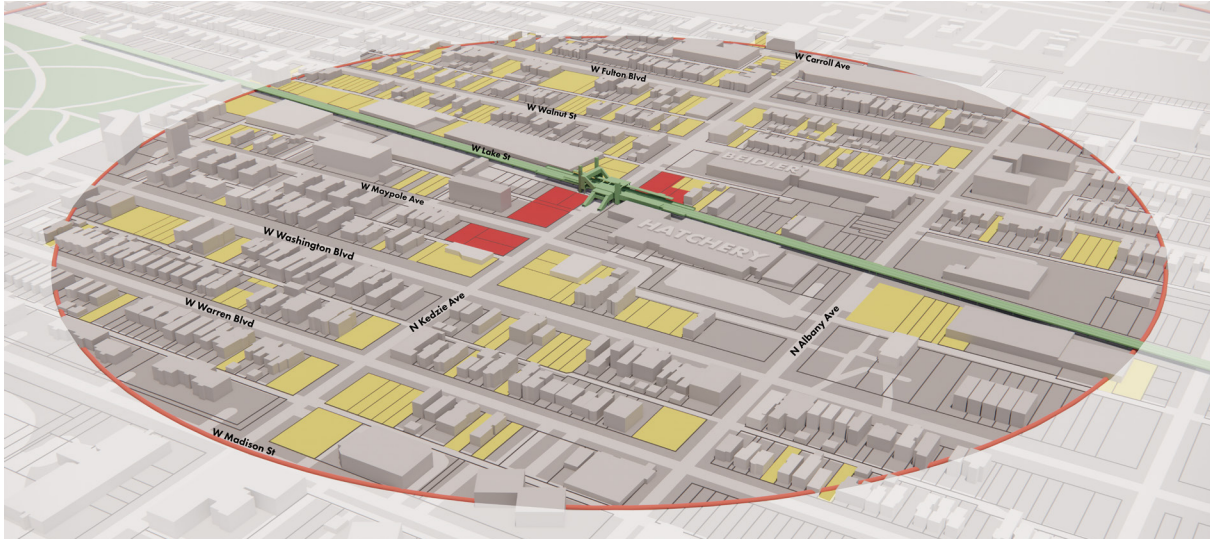 W Carroll Ave
W Fulton Blvd
W Walnut St
W Lake St
BEIDLER
W Maypole Ave
HATCHERY
W Washington Blvd
N Kedzie Ave
W Warren Blvd
N Albany Ave
W Madison St